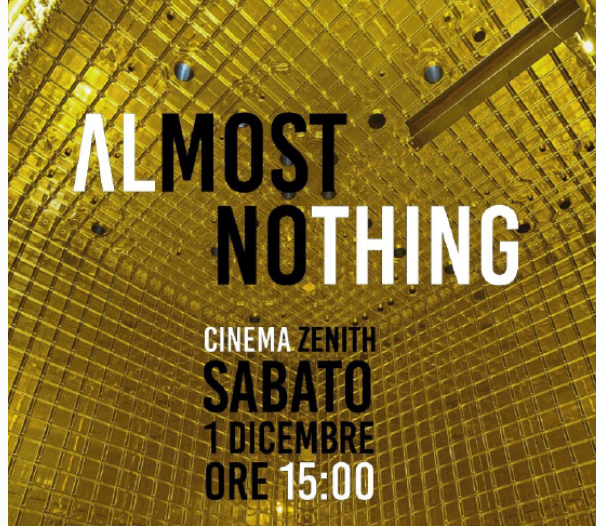 ALMOST
NOTHING
CINEMA ZENITH
SABATO
1 DICEMBRE
ORE 15:00